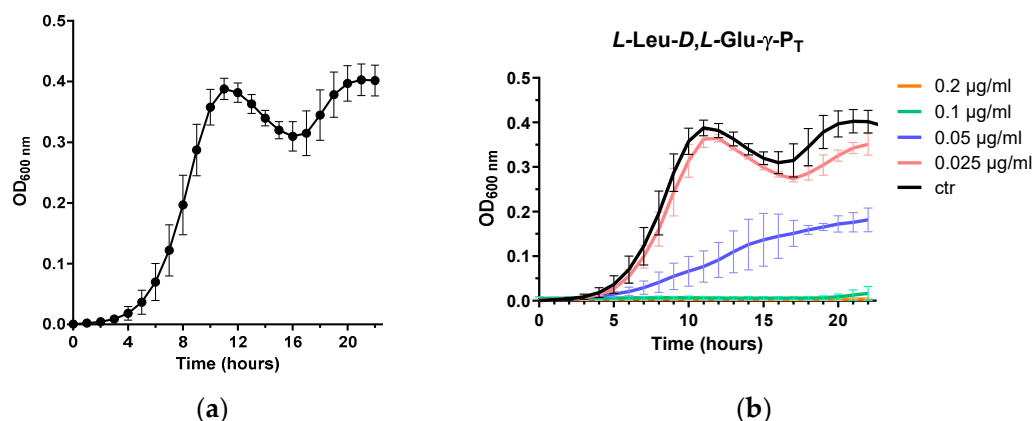 (a)
OD600 nm
0.5
0.4
0.3
0.2
0.1
0.0
0 4 8 12 16 20
Time (hours)
(b)
L-Leu-D,L-Glu-γ-PT
OD600 nm
0.5
0.4
0.3
0.2
0.1
0.0
0 5 10 15 20
Time (hours)
0.2 µg/ml
0.1 µg/ml
0.05 µg/ml
0.025 µg/ml
ctr